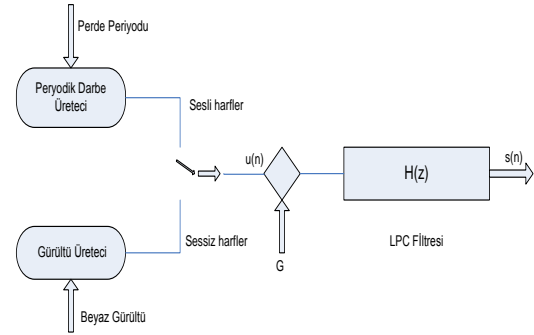 Perde Periyodu
Peryodik Darbe
Üreteci
Sesli harfler
u(n)
H(z)
s(n)
Sessiz harfler
LPC Fİltresi
Gürültü Üreteci
G
Beyaz Gürültü